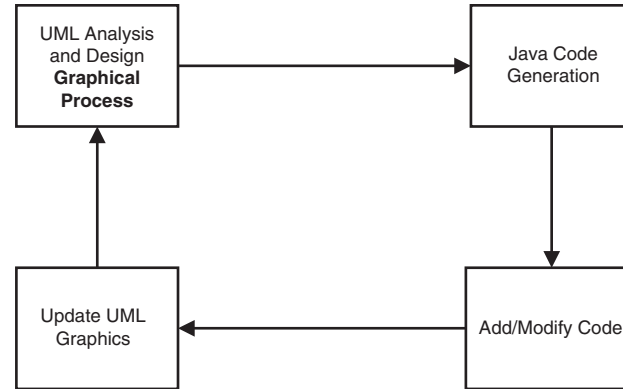 UML Analysis
and Design
Graphical
Process
Java Code
Generation
Update UML
Graphics
Add/Modify Code